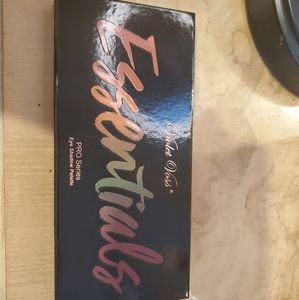 Violet Voss®
Essentials
PRO Series
Eye Shadow Palette